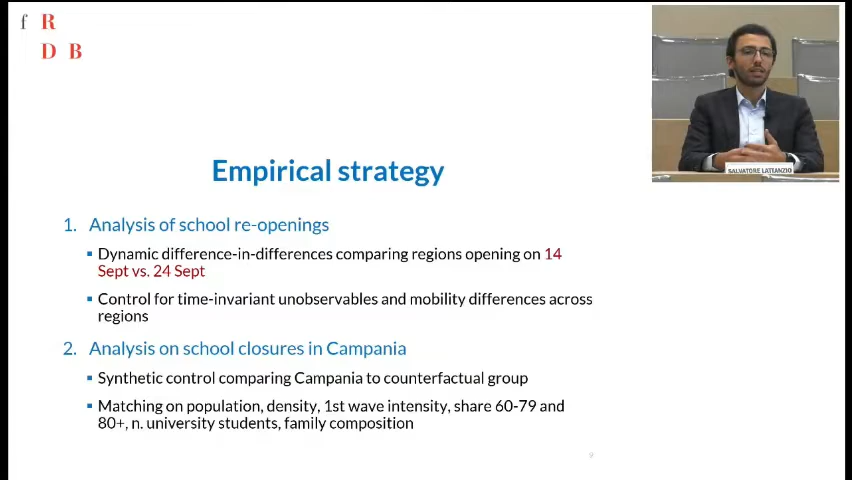 f R
D B
SALVATORE LATTANZIO
Empirical strategy
1. Analysis of school re-openings
▪ Dynamic difference-in-differences comparing regions opening on 14
Sept vs. 24 Sept
▪ Control for time-invariant unobservables and mobility differences across
regions
2. Analysis on school closures in Campania
▪ Synthetic control comparing Campania to counterfactual group
▪ Matching on population, density, 1st wave intensity, share 60-79 and
80+, n. university students, family composition
9